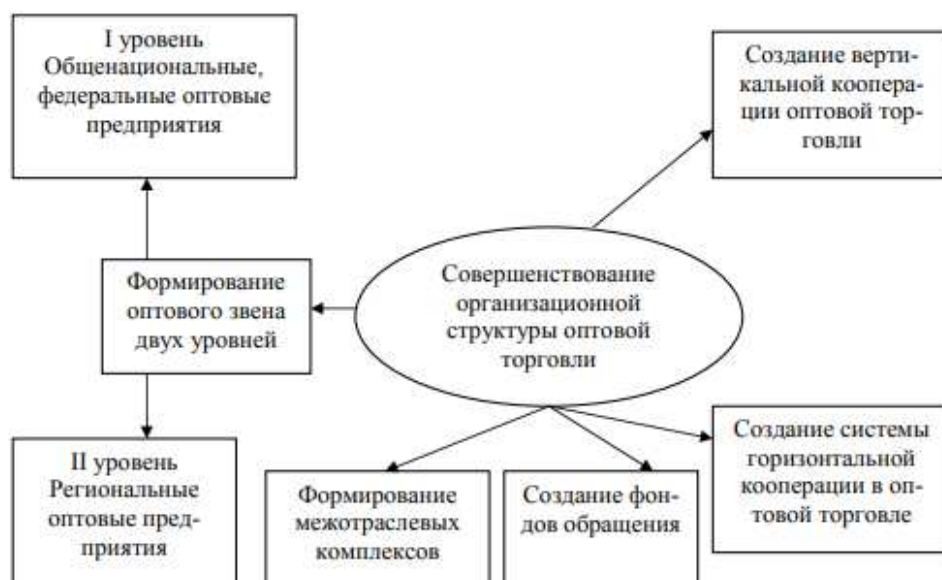 I уровень
Общенациональные,
федеральные оптовые
предприятия
Создание верти-
кальной коопера-
ции оптовой тор-
говли
Формирование
оптового звена
двух уровней
Совершенствование
организационной
структуры оптовой
торговли
II уровень
Региональные
оптовые пред-
приятия
Формирование
межотраслевых
комплексов
Создание фон-
дов обращения
Создание системы
горизонтальной
кооперации в оп-
товой торговле